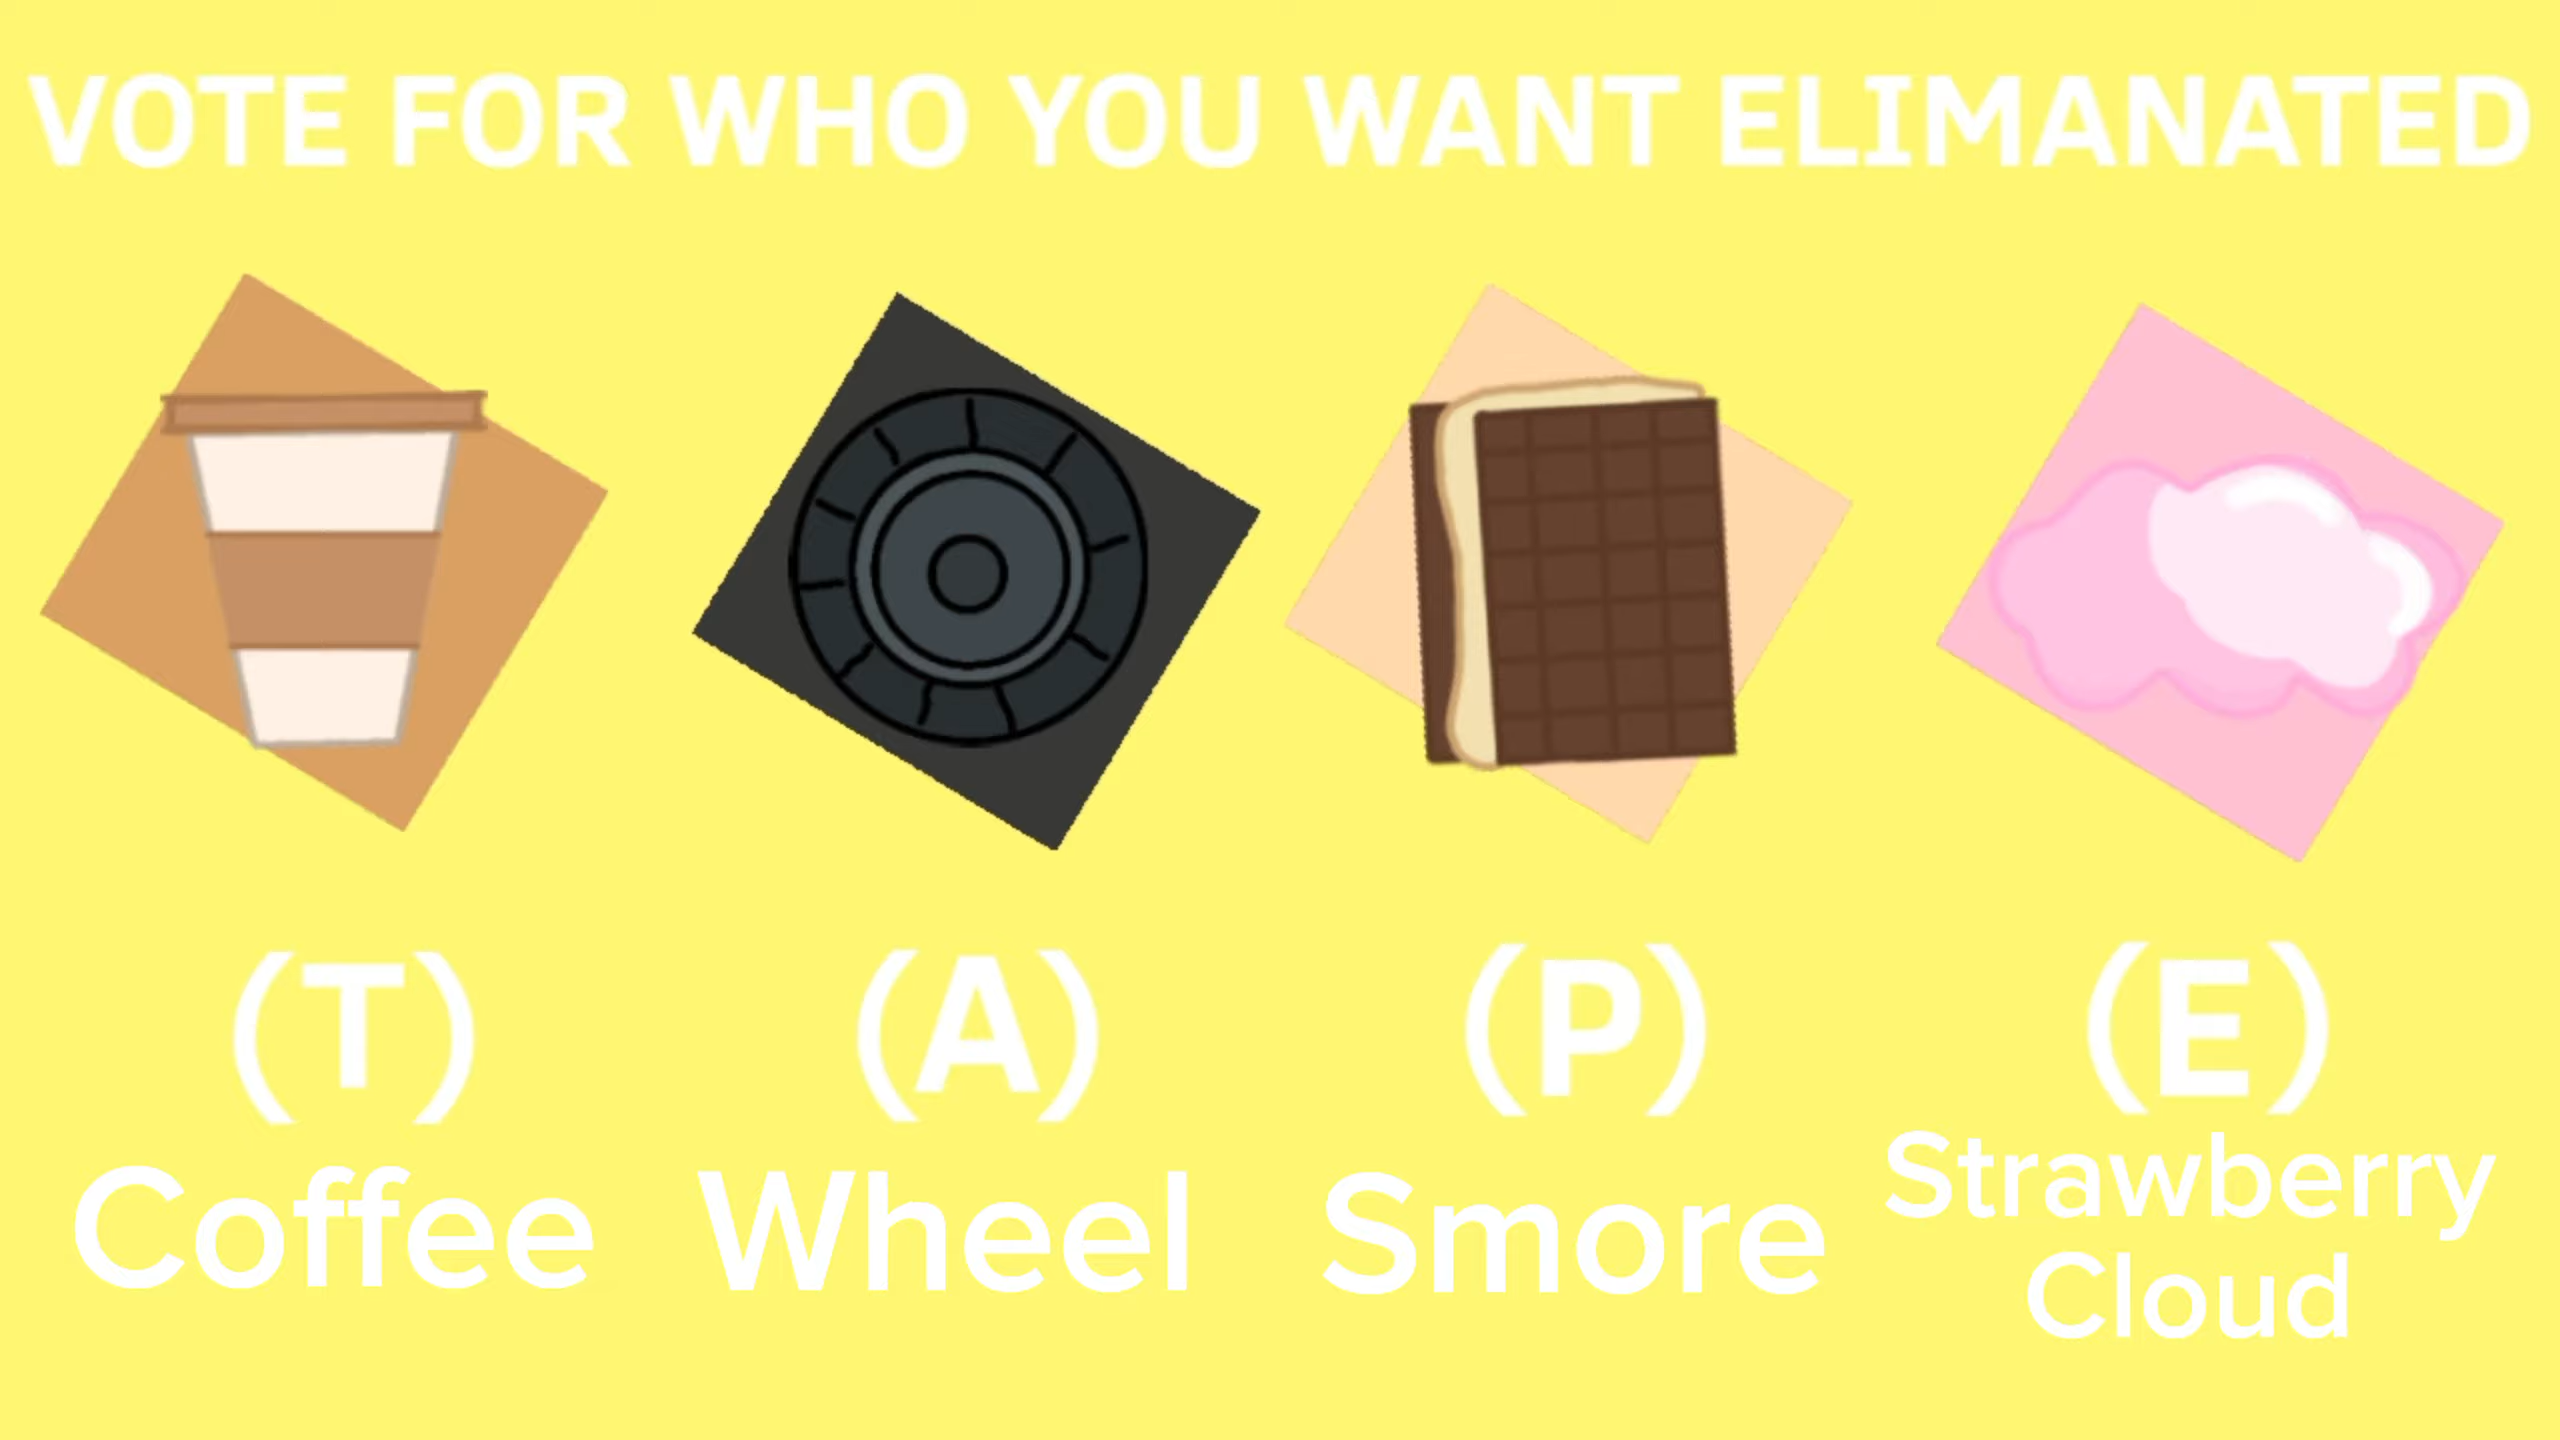 VOTE FOR WHO YOU WANT ELIMANATED
(T) (A) (P) (E)
Coffee Wheel Smore Strawberry
Cloud